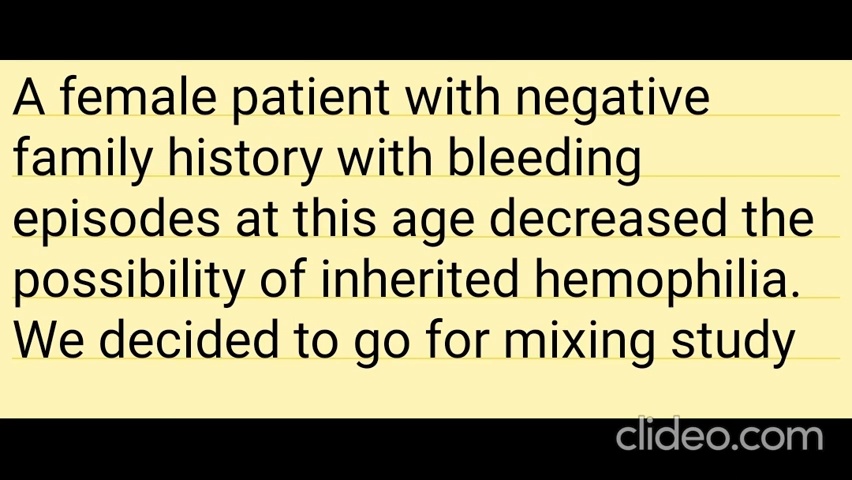 A female patient with negative
family history with bleeding
episodes at this age decreased the
possibility of inherited hemophilia.
We decided to go for mixing study
clideo.com